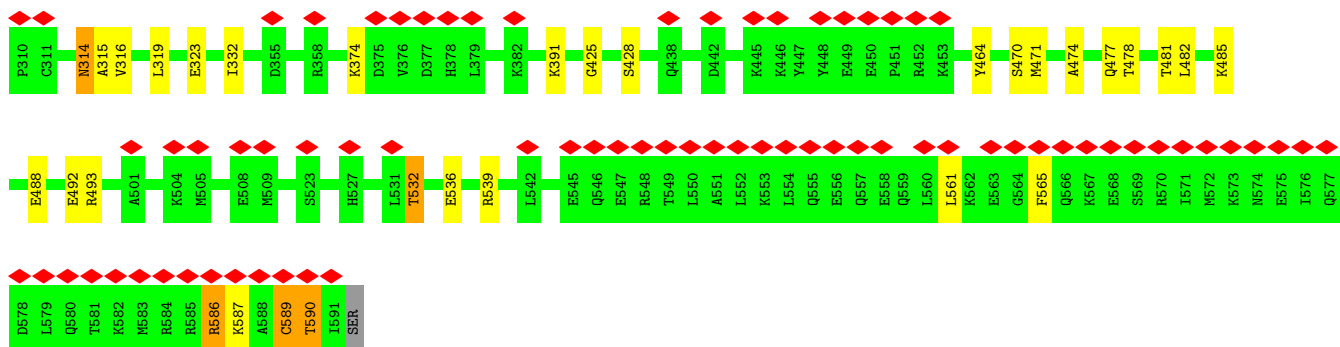 P310 C311 N314 A315 V316 L319 E323 I332 D355 R358 K374 D375 V376 D377 H378 L379 K382 K391 G425 S428 Q438 D442 K445 K446 Y447 Y448 E449 E450 P451 R452 K453 Y464 S470 M471 A474 Q477 T478 T481 L482 K485
E488 E492 R493 A501 K504 M505 E508 M509 S523 H527 L531 T532 E536 R539 L542 E545 Q546 E547 R548 T549 L550 A551 L552 K553 L554 Q555 E556 Q557 E558 Q559 L560 L561 K562 E563 G564 F565 Q566 K567 E568 S569 R570 I571 M572 K573 N574 E575 I576 Q577
D578 L579 Q580 T581 K582 M583 R584 R585 R586 K587 A588 C589 T590 I591 SER